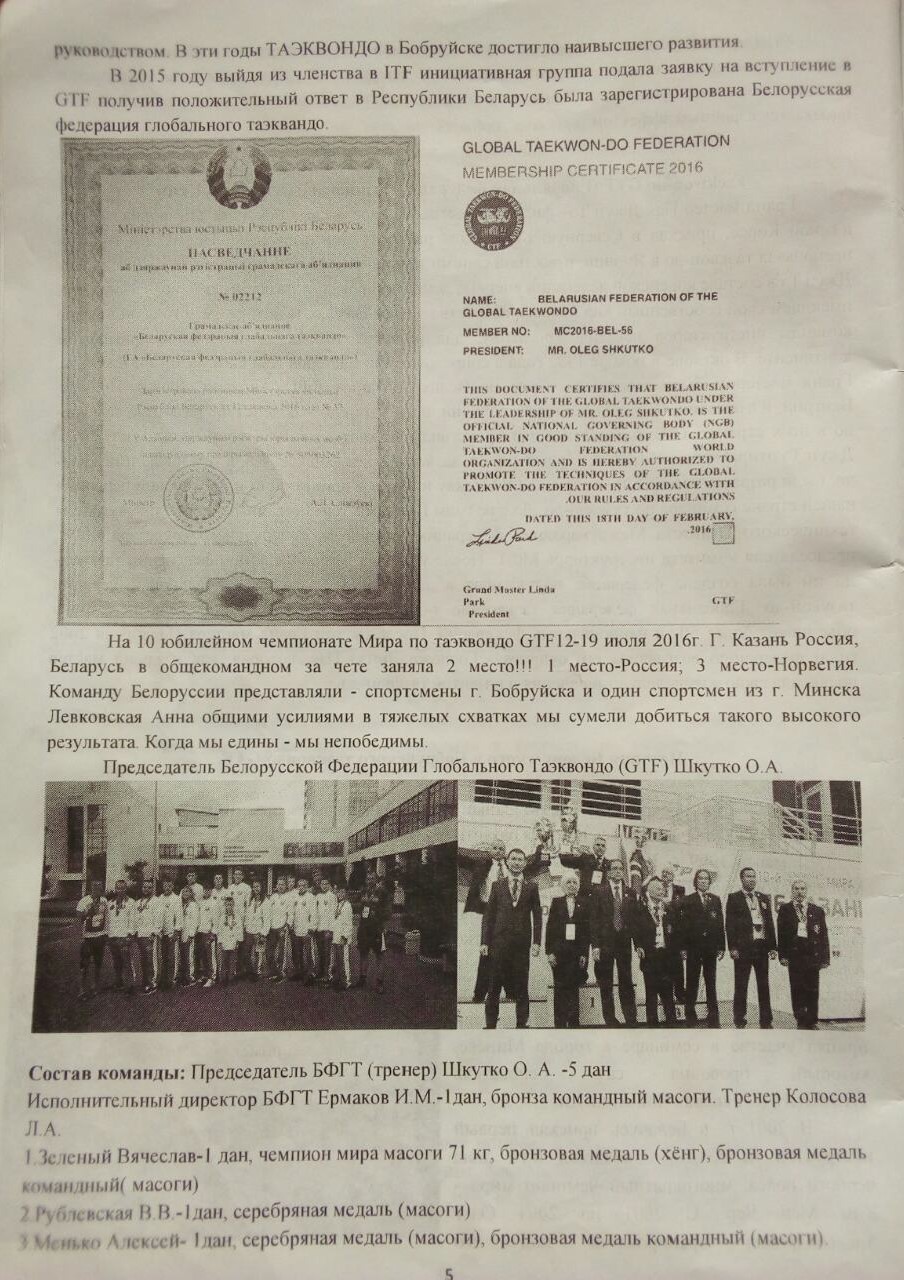 руководством. В эти годы ТАЭКВОНДО в Бобруйске достигло наивысшего развития.
В 2015 году выйдя из членства в ITF инициативная группа подала заявку на вступление в
GTF получив положительный ответ в Республики Беларусь была зарегистрирована Белорусская
федерация глобального таэквандо.
Міністэрства юстыцыі Рэспублікі Беларусь
ПАСВЕДЧАННЕ
аб дзяржаўнай рэгістрацыі грамадскага аб'яднання
№ 02212
Грамадскае аб'яднанне
«Беларуская федэрацыя глабальнага таэквандо»
GLOBAL TAEKWON-DO FEDERATION
MEMBERSHIP CERTIFICATE 2016
GLOBAL TAEKWON-DO FEDERATION
GTF
NAME: BELARUSIAN FEDERATION OF THE
GLOBAL TAEKWONDO
MEMBER NO: MC2016-BEL-56
PRESIDENT: MR. OLEG SHKUTKO
THIS DOCUMENT CERTIFIES THAT BELARUSIAN
FEDERATION OF THE GLOBAL TAEKWONDO UNDER
THE LEADERSHIP OF MR. OLEG SHKUTKO. IS THE
OFFICIAL NATIONAL GOVERNING BODY (NGB)
MEMBER IN GOOD STANDING OF THE GLOBAL
TAEKWON-DO FEDERATION WORLD
ORGANIZATION AND IS HEREBY AUTHORIZED TO
PROMOTE THE TECHNIQUES OF THE GLOBAL
TAEKWON-DO FEDERATION IN ACCORDANCE WITH
.OUR RULES AND REGULATIONS
DATED THIS 18TH DAY OF FEBRUARY,
.2016
Linda Park
Grand Master Linda
Park GTF
President
На 10 юбилейном чемпионате Мира по таэквондо GTF12-19 июля 2016г. Г. Казань Россия,
Беларусь в общекомандном за чете заняла 2 место!!! 1 место-Россия; 3 место-Норвегия.
Команду Белоруссии представляли - спортсмены г. Бобруйска и один спортсмен из г. Минска
Левковская Анна общими усилиями в тяжелых схватках мы сумели добиться такого высокого
результата. Когда мы едины - мы непобедимы.
Председатель Белорусской Федерации Глобального Таэквондо (GTF) Шкутко О.А.
Состав команды: Председатель БФГТ (тренер) Шкутко О. А. -5 дан
Исполнительный директор БФГТ Ермаков И.М.-1дан, бронза командный масоги. Тренер Колосова
Л.А.
1.Зеленый Вячеслав-1 дан, чемпион мира масоги 71 кг, бронзовая медаль (хёнг), бронзовая медаль
командный( масоги)
2.Рублевская В.В.-1дан, серебряная медаль (масоги)
3.Менько Алексей- 1дан, серебряная медаль (масоги), бронзовая медаль командный (масоги).
5